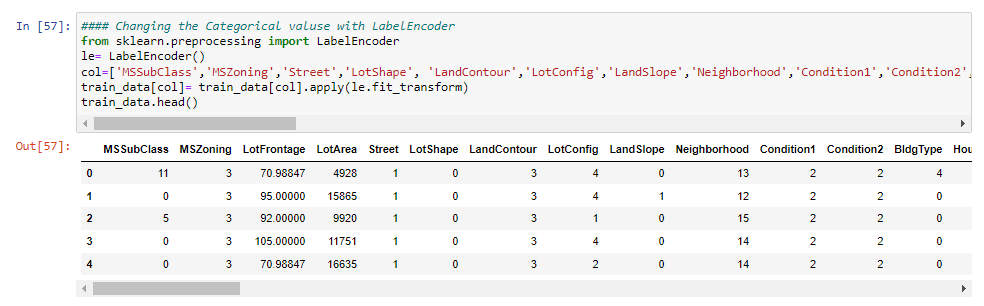 In [57]: #### Changing the Categorical valuse with LabelEncoder
from sklearn.preprocessing import LabelEncoder
le= LabelEncoder()
col=['MSSubClass','MSZoning','Street','LotShape', 'LandContour','LotConfig','LandSlope','Neighborhood','Condition1','Condition2',
train_data[col]= train_data[col].apply(le.fit_transform)
train_data.head()
Out[57]: MSSubClass MSZoning LotFrontage LotArea Street LotShape LandContour LotConfig LandSlope Neighborhood Condition1 Condition2 BldgType Hou
0 11 3 70.98847 4928 1 0 3 4 0 13 2 2 4
1 0 3 95.00000 15865 1 0 3 4 1 12 2 2 0
2 5 3 92.00000 9920 1 0 3 1 0 15 2 2 0
3 0 3 105.00000 11751 1 0 3 4 0 14 2 2 0
4 0 3 70.98847 16635 1 0 3 2 0 14 2 2 0